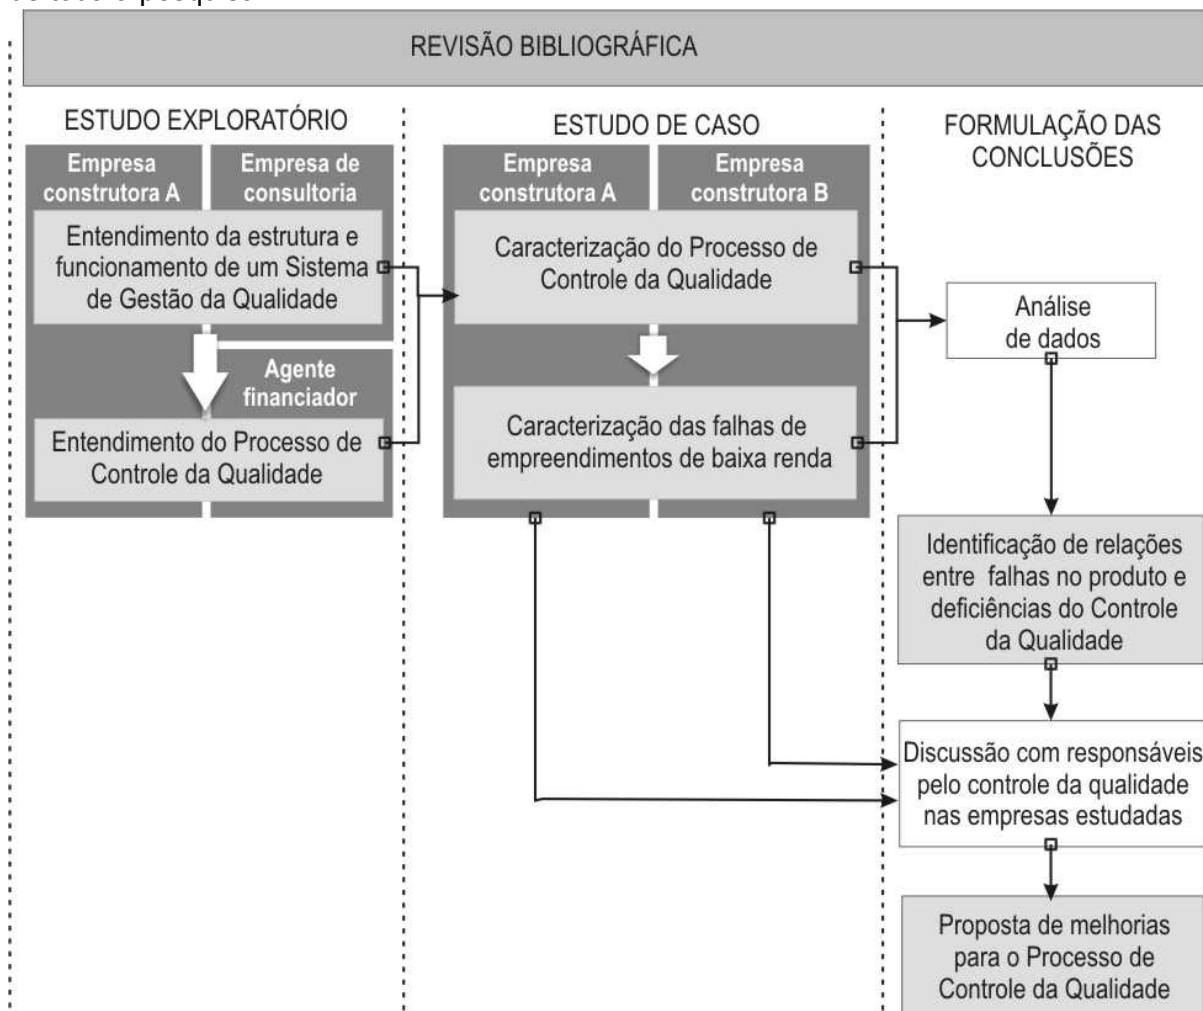 REVISÃO BIBLIOGRÁFICA
ESTUDO EXPLORATÓRIO
Empresa
construtora A
Empresa de
consultoria
Entendimento da estrutura e
funcionamento de um Sistema
de Gestão da Qualidade
Agente
financiador
Entendimento do Processo de
Controle da Qualidade
ESTUDO DE CASO
Empresa
construtora A
Empresa
construtora B
Caracterização do Processo de
Controle da Qualidade
Caracterização das falhas de
empreendimentos de baixa renda
FORMULAÇÃO DAS
CONCLUSÕES
Análise
de dados
Identificação de relações
entre falhas no produto e
deficiências do Controle
da Qualidade
Discussão com responsáveis
pelo controle da qualidade
nas empresas estudadas
Proposta de melhorias
para o Processo de
Controle da Qualidade